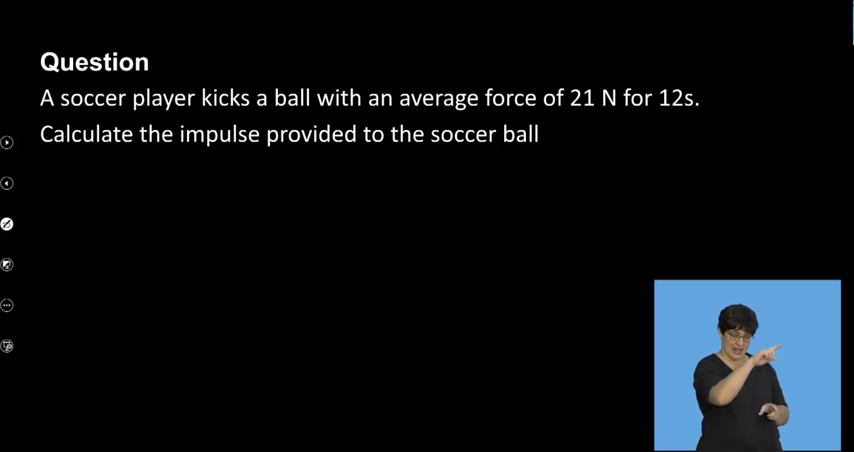 Question
A soccer player kicks a ball with an average force of 21 N for 12s.
Calculate the impulse provided to the soccer ball